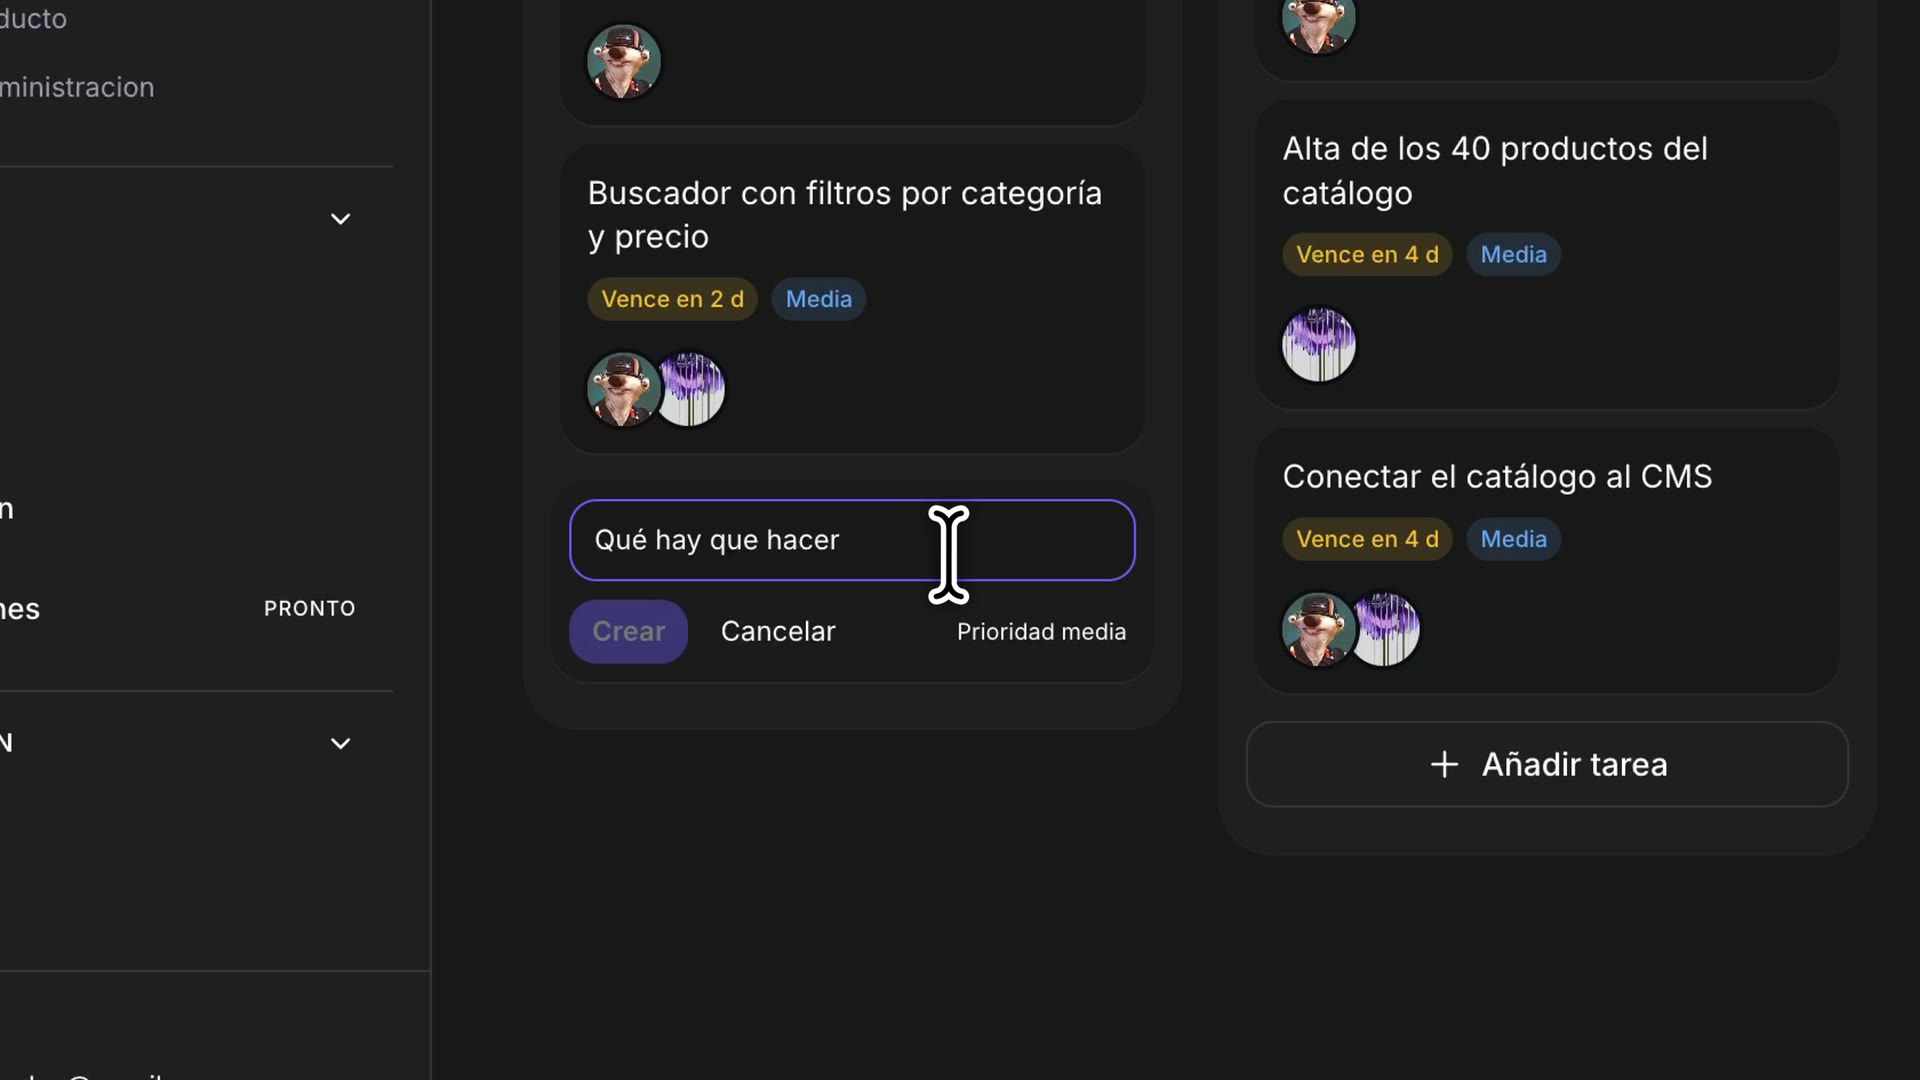 ducto
ministracion
n
nes
PRONTO
N
Buscador con filtros por categoría
y precio
Vence en 2 d
Media
Qué hay que hacer
Crear
Cancelar
Prioridad media
Alta de los 40 productos del
catálogo
Vence en 4 d
Media
Conectar el catálogo al CMS
Vence en 4 d
Media
+ Añadir tarea